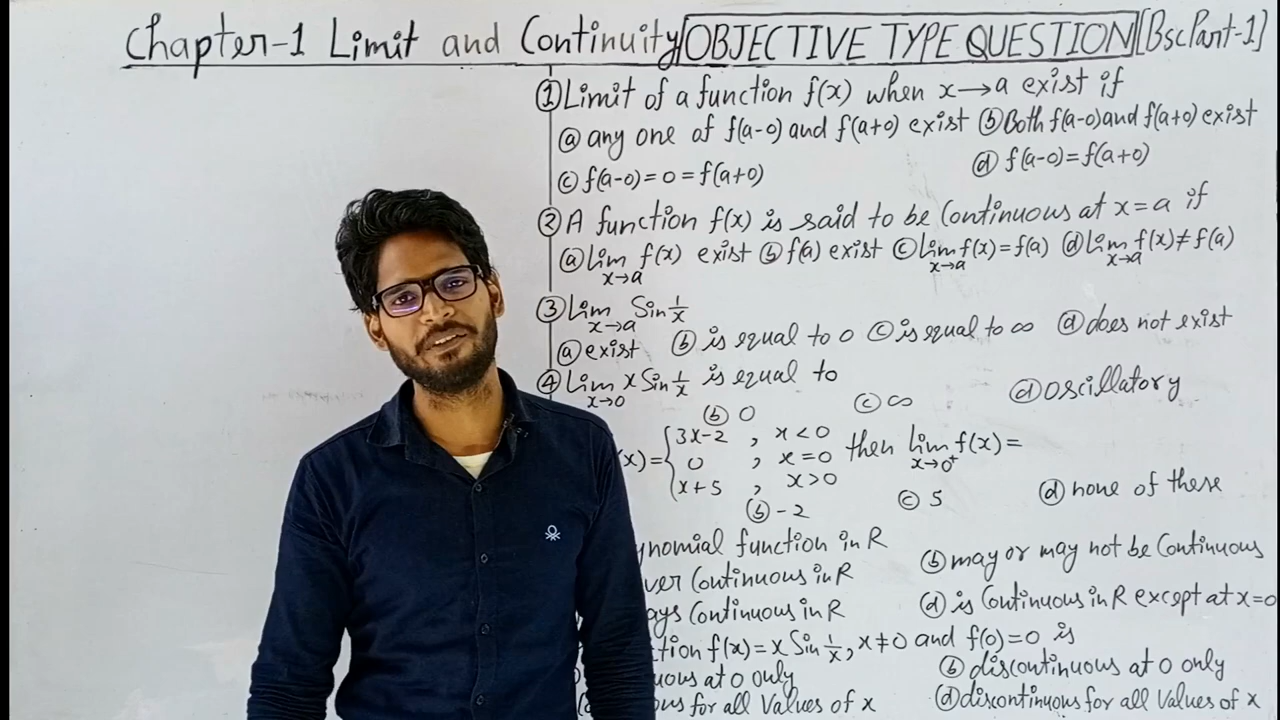 Chapter-1 Limit and Continuity OBJECTIVE TYPE QUESTION [Bsc Part-1]
① Limit of a function f(x) when x→a exist if
ⓐ any one of f(a-0) and f(a+0) exist ⓑ Both f(a-0) and f(a+0) exist
ⓒ f(a-0) = 0 = f(a+0) ⓓ f(a-0) = f(a+0)
② A function f(x) is said to be Continuous at x=a if
ⓐ Lim x→a f(x) exist ⓑ f(a) exist ⓒ Lim x→a f(x) = f(a) ⓓ Lim x→a f(x) ≠ f(a)
③ Lim x→a Sin 1/x
ⓐ exist ⓑ is equal to 0 ⓒ is equal to ∞ ⓓ does not exist
④ Lim x→0 x Sin 1/x is equal to
ⓑ 0 ⓒ ∞ ⓓ oscillatory
(x) = { 3x-2 , x<0
0 , x=0 then lim x→0⁺ f(x) =
x+5 , x>0
ⓑ -2 ⓒ 5 ⓓ none of these
ynomial function in R
ver Continuous in R ⓑ may or may not be Continuous
ays Continuous in R ⓓ is Continuous in R except at x=0
ction f(x) = x Sin 1/x, x≠0 and f(0)=0 is
uous at 0 only ⓑ discontinuous at 0 only
ous for all Values of x ⓓ discontinuous for all Values of x